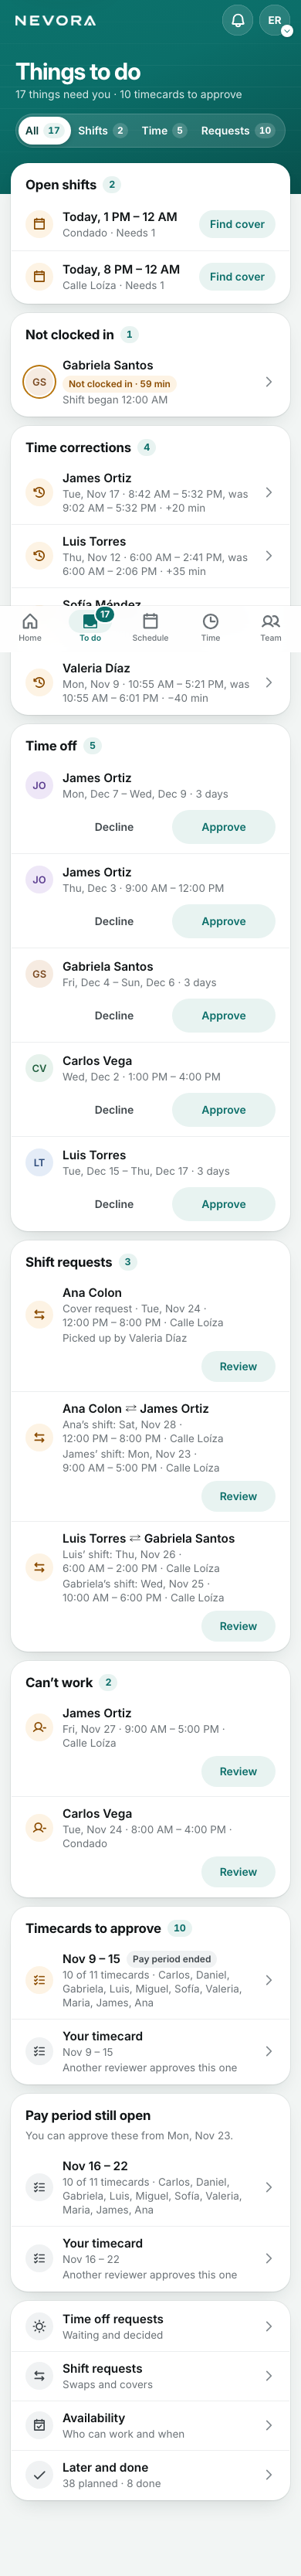 NEVORA
ER
Things to do
17 things need you · 10 timecards to approve
All 17 Shifts 2 Time 5 Requests 10
Open shifts 2
Today, 1 PM – 12 AM
Condado · Needs 1
Find cover
Today, 8 PM – 12 AM
Calle Loíza · Needs 1
Find cover
Not clocked in 1
GS
Gabriela Santos
Not clocked in · 59 min
Shift began 12:00 AM
Time corrections 4
James Ortiz
Tue, Nov 17 · 8:42 AM – 5:32 PM, was
9:02 AM – 5:32 PM · +20 min
Luis Torres
Thu, Nov 12 · 6:00 AM – 2:41 PM, was
6:00 AM – 2:06 PM · +35 min
Sofía Méndez
17
Home To do Schedule Time Team
Valeria Díaz
Mon, Nov 9 · 10:55 AM – 5:21 PM, was
10:55 AM – 6:01 PM · −40 min
Time off 5
JO
James Ortiz
Mon, Dec 7 – Wed, Dec 9 · 3 days
Decline Approve
JO
James Ortiz
Thu, Dec 3 · 9:00 AM – 12:00 PM
Decline Approve
GS
Gabriela Santos
Fri, Dec 4 – Sun, Dec 6 · 3 days
Decline Approve
CV
Carlos Vega
Wed, Dec 2 · 1:00 PM – 4:00 PM
Decline Approve
LT
Luis Torres
Tue, Dec 15 – Thu, Dec 17 · 3 days
Decline Approve
Shift requests 3
Ana Colon
Cover request · Tue, Nov 24 ·
12:00 PM – 8:00 PM · Calle Loíza
Picked up by Valeria Díaz
Review
Ana Colon ⇄ James Ortiz
Ana’s shift: Sat, Nov 28 ·
12:00 PM – 8:00 PM · Calle Loíza
James’ shift: Mon, Nov 23 ·
9:00 AM – 5:00 PM · Calle Loíza
Review
Luis Torres ⇄ Gabriela Santos
Luis’ shift: Thu, Nov 26 ·
6:00 AM – 2:00 PM · Calle Loíza
Gabriela’s shift: Wed, Nov 25 ·
10:00 AM – 6:00 PM · Calle Loíza
Review
Can’t work 2
James Ortiz
Fri, Nov 27 · 9:00 AM – 5:00 PM ·
Calle Loíza
Review
Carlos Vega
Tue, Nov 24 · 8:00 AM – 4:00 PM ·
Condado
Review
Timecards to approve 10
Nov 9 – 15 Pay period ended
10 of 11 timecards · Carlos, Daniel,
Gabriela, Luis, Miguel, Sofía, Valeria,
Maria, James, Ana
Your timecard
Nov 9 – 15
Another reviewer approves this one
Pay period still open
You can approve these from Mon, Nov 23.
Nov 16 – 22
10 of 11 timecards · Carlos, Daniel,
Gabriela, Luis, Miguel, Sofía, Valeria,
Maria, James, Ana
Your timecard
Nov 16 – 22
Another reviewer approves this one
Time off requests
Waiting and decided
Shift requests
Swaps and covers
Availability
Who can work and when
Later and done
38 planned · 8 done